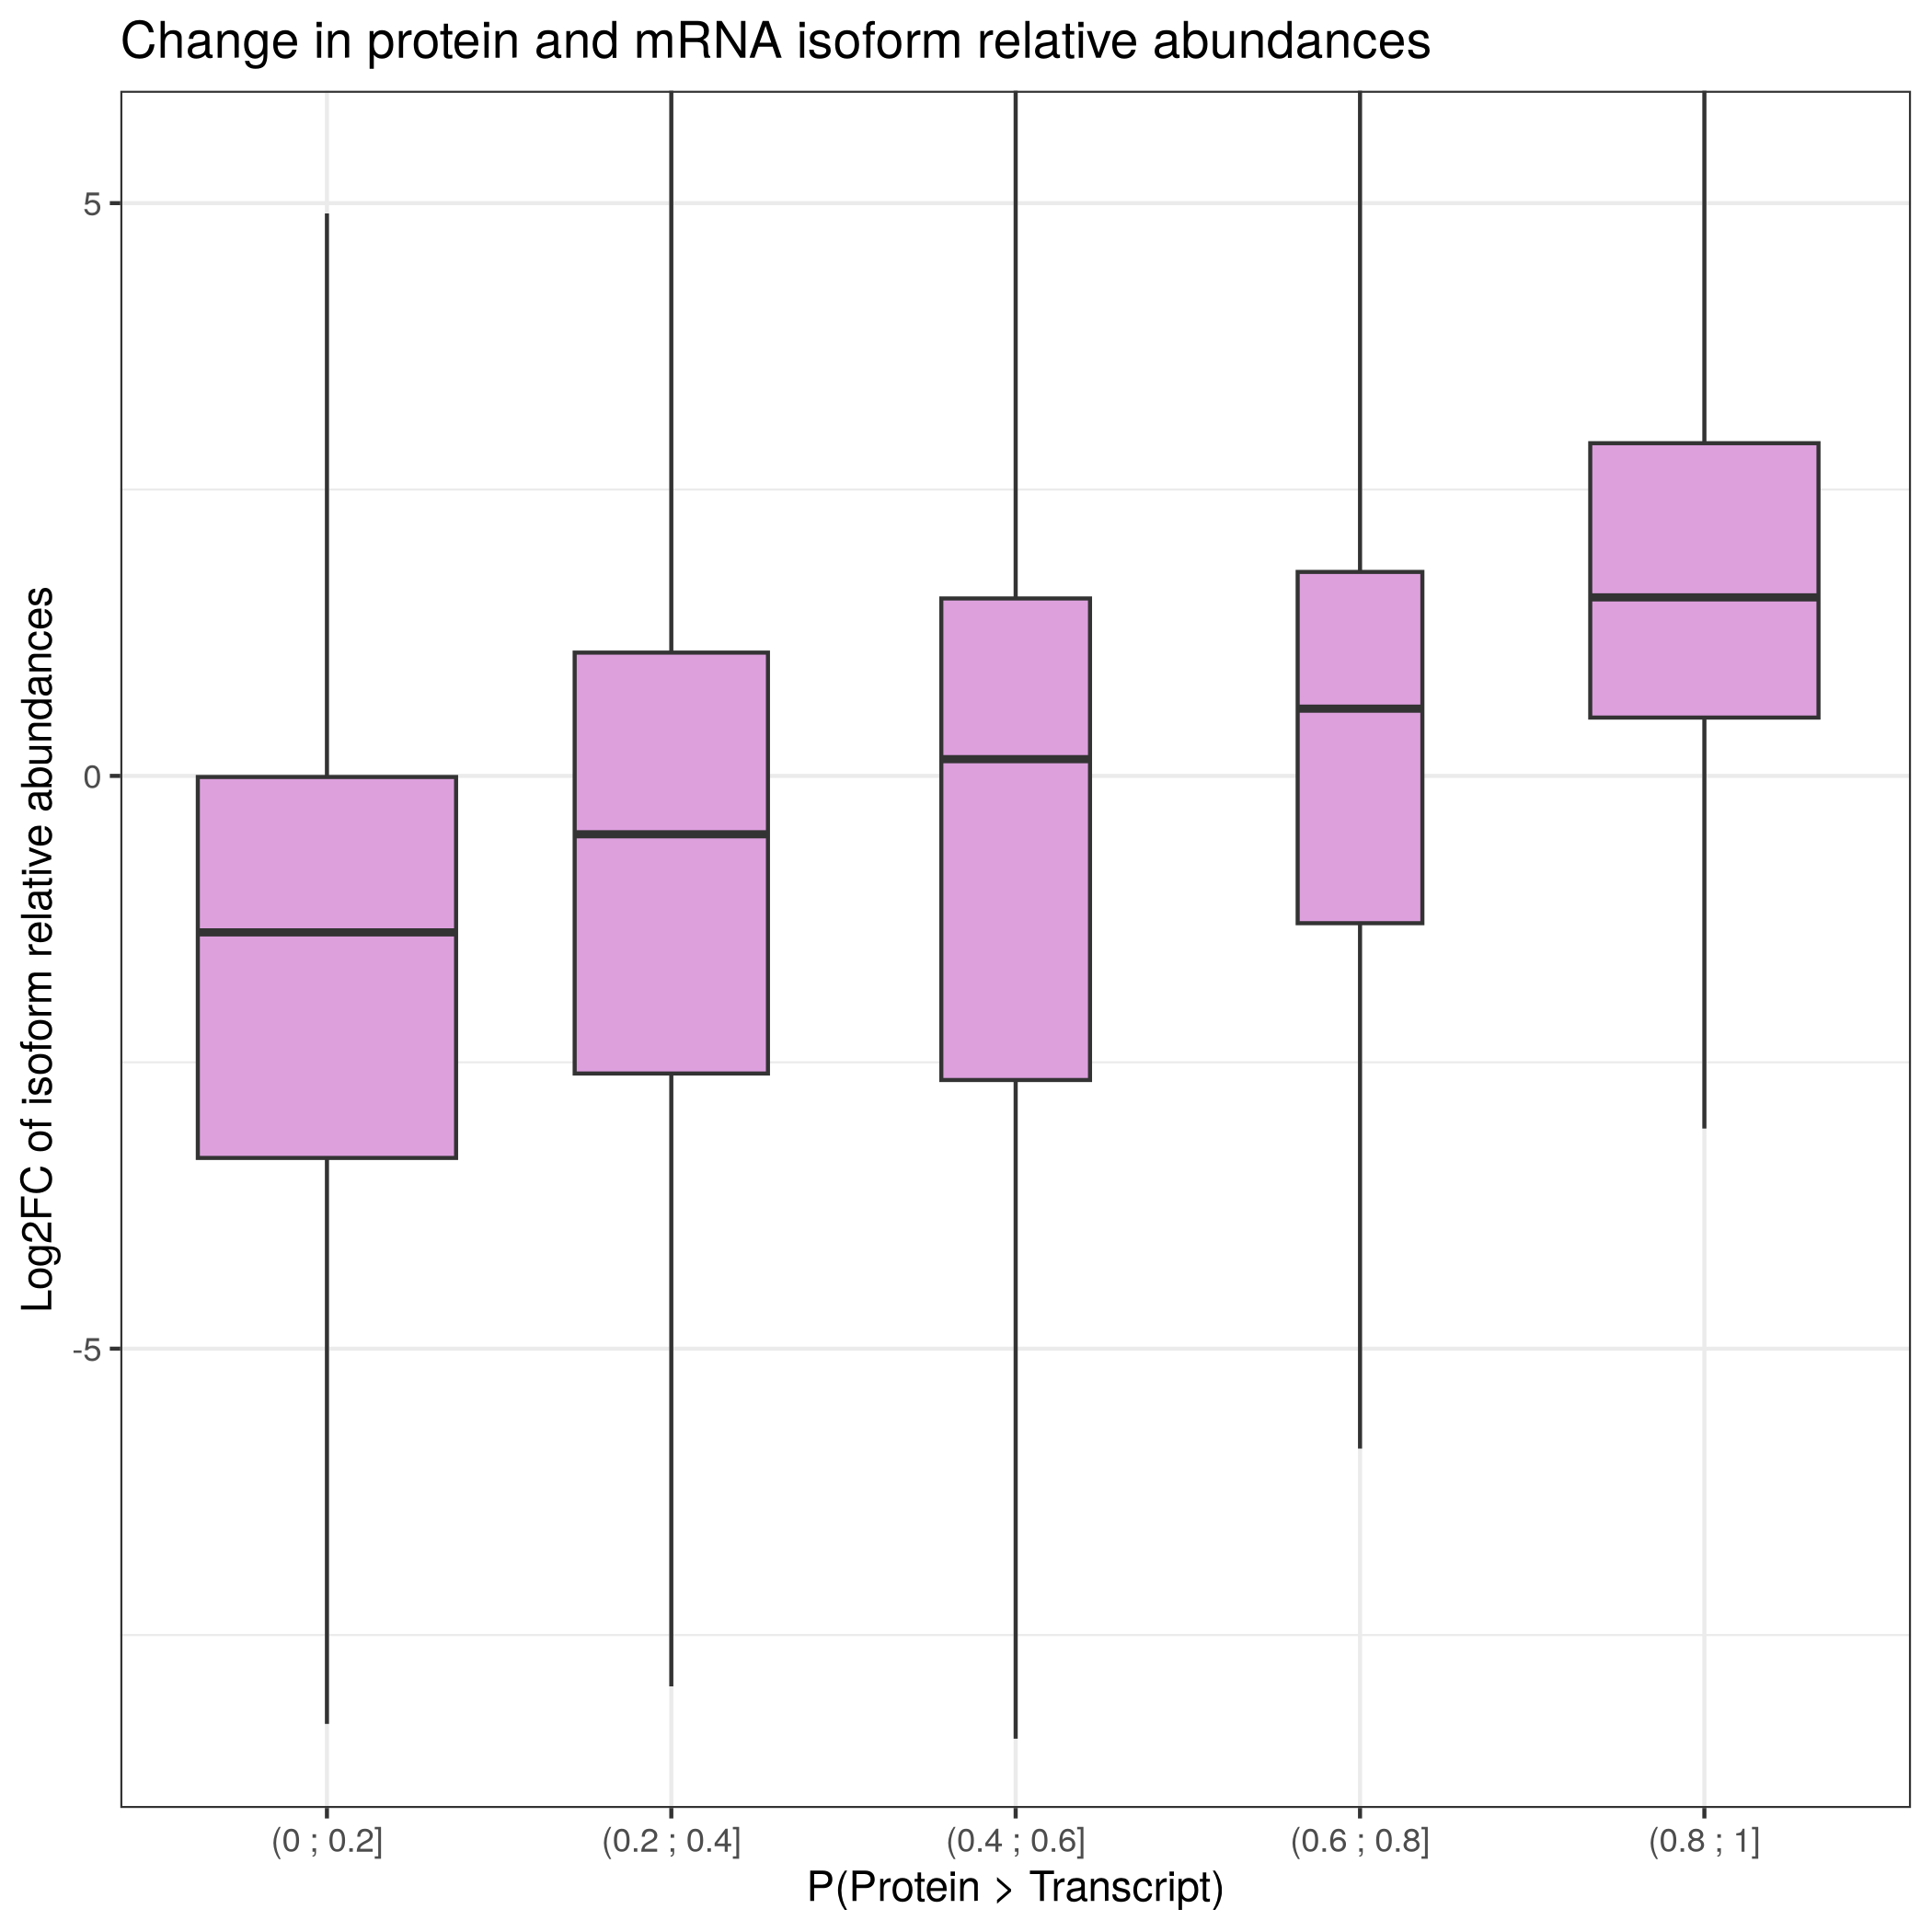 Change in protein and mRNA isoform relative abundances
Log2FC of isoform relative abundances
5
0
-5
(0 ; 0.2]
(0.2 ; 0.4]
(0.4 ; 0.6]
(0.6 ; 0.8]
(0.8 ; 1]
P(Protein > Transcript)